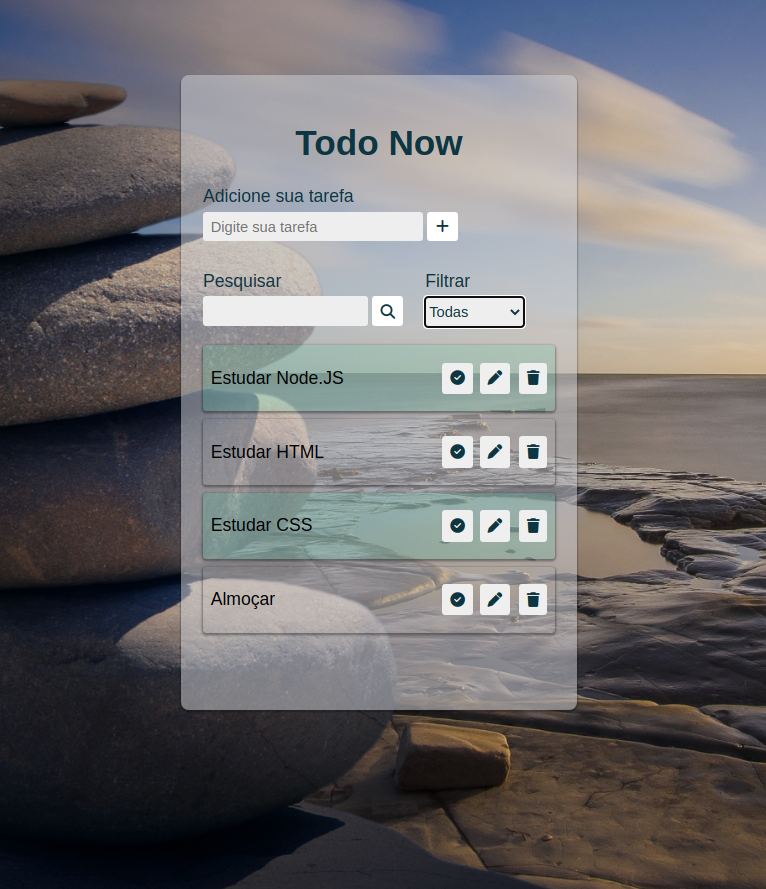 Todo Now
Adicione sua tarefa
Digite sua tarefa
Pesquisar
Filtrar
Todas
Estudar Node.JS
Estudar HTML
Estudar CSS
Almoçar